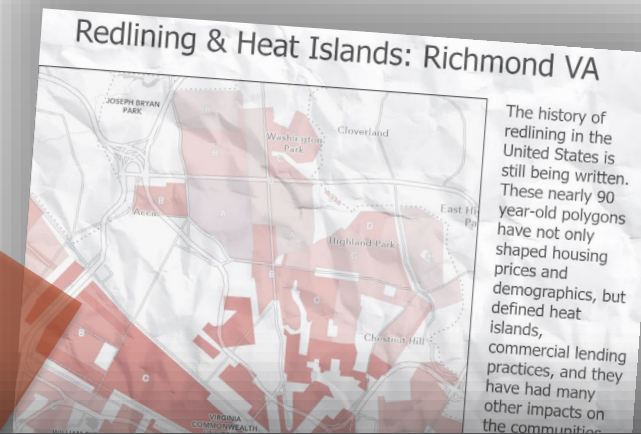 Redlining & Heat Islands: Richmond VA
JOSEPH BRYAN
PARK
Washington
Park
Cloverland
Acca
Highland Park
East Hi
Pa
Chestnut Hill
B
A
D
B
C
B
C
VIRGINIA
COMMONWEALTH
The history of
redlining in the
United States is
still being written.
These nearly 90
year-old polygons
have not only
shaped housing
prices and
demographics, but
defined heat
islands,
commercial lending
practices, and they
have had many
other impacts on
the communities